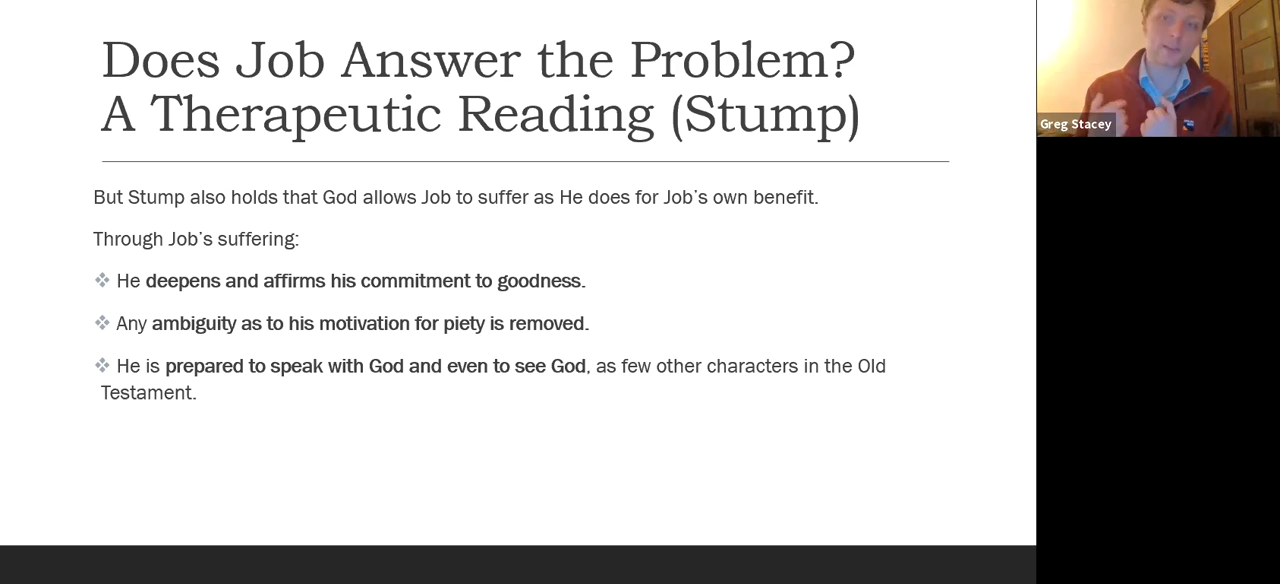 Does Job Answer the Problem?
A Therapeutic Reading (Stump)
But Stump also holds that God allows Job to suffer as He does for Job’s own benefit.
Through Job’s suffering:
❖ He deepens and affirms his commitment to goodness.
❖ Any ambiguity as to his motivation for piety is removed.
❖ He is prepared to speak with God and even to see God, as few other characters in the Old
Testament.
Greg Stacey